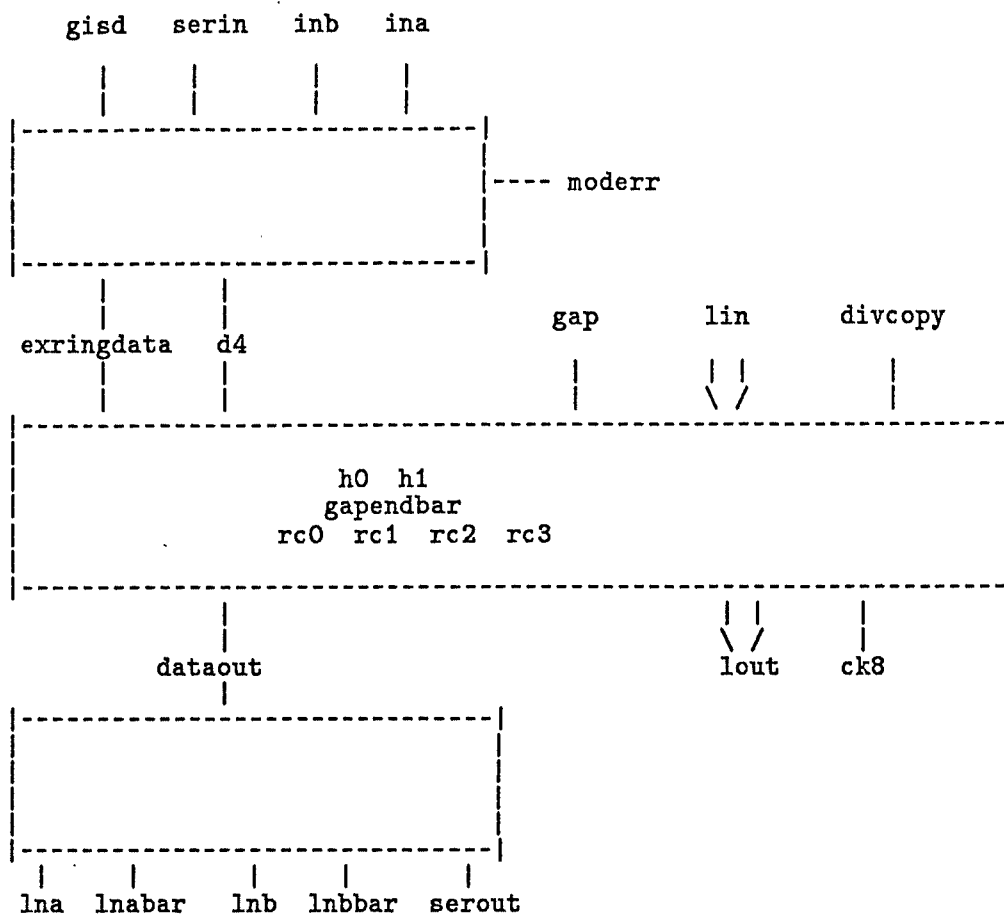 gisd serin inb ina
moderr
gap lin divcopy
exringdata d4
h0 h1
gapendbar
rc0 rc1 rc2 rc3
dataout lout ck8
lna lnabar lnb lnbbar serout